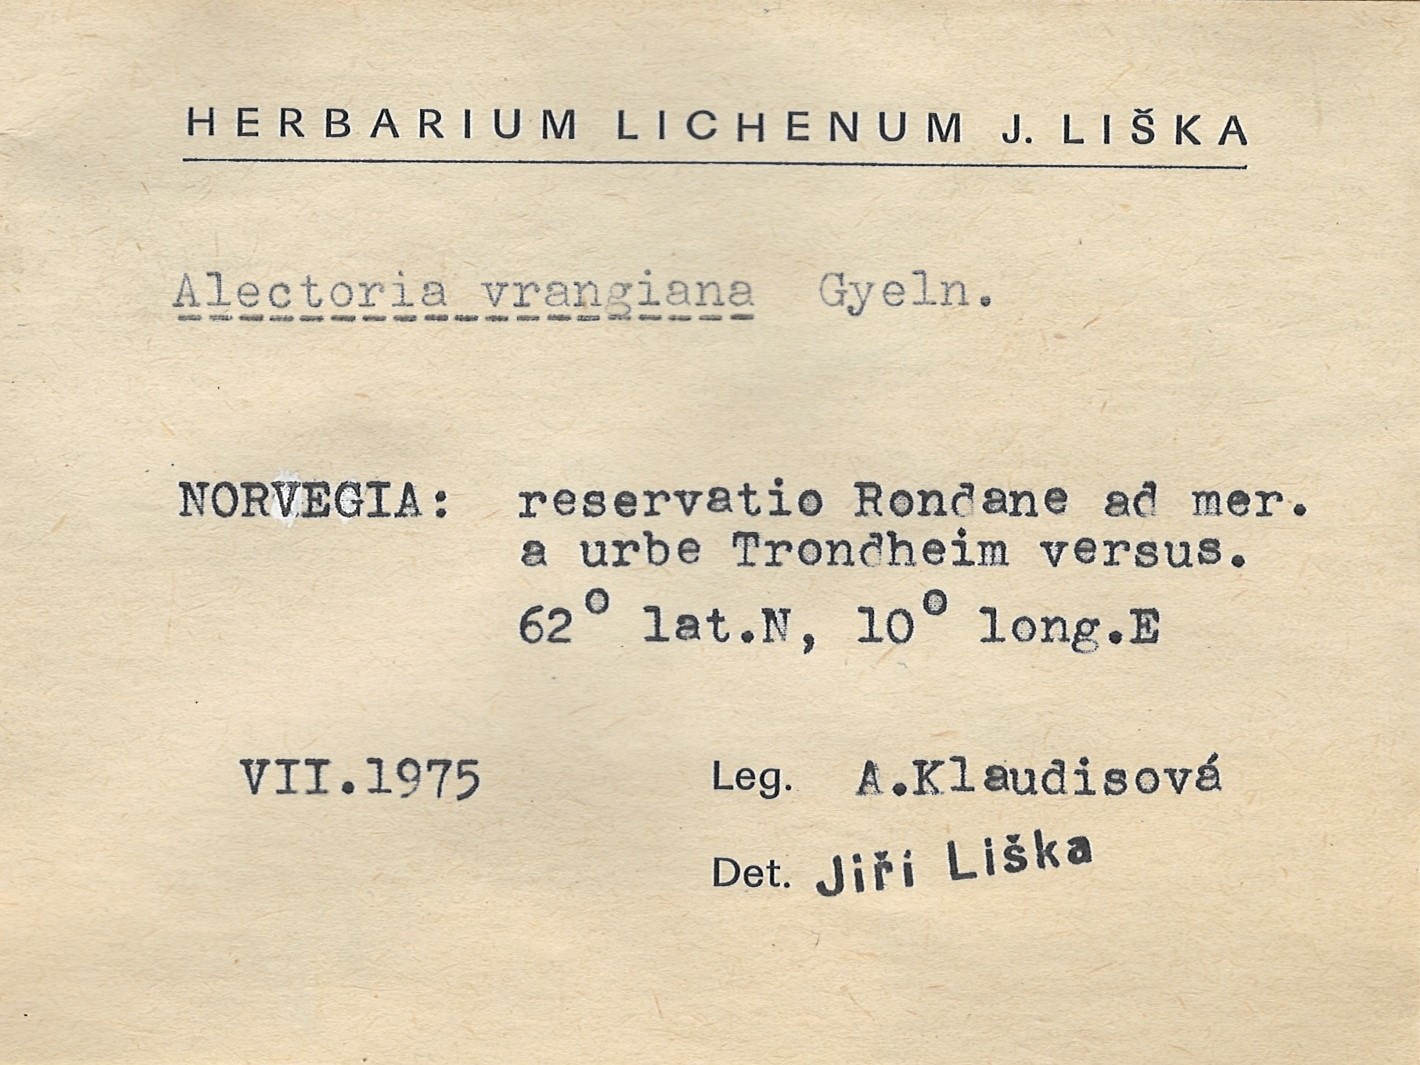 HERBARIUM LICHENUM J. LIŠKA
Alectoria vrangiana Gyeln.
NORVEGIA: reservatio Rondane ad mer.
a urbe Trondheim versus.
62° lat.N, 10° long.E
VII.1975 Leg. A.Klaudisová
Det. Jiří Liška